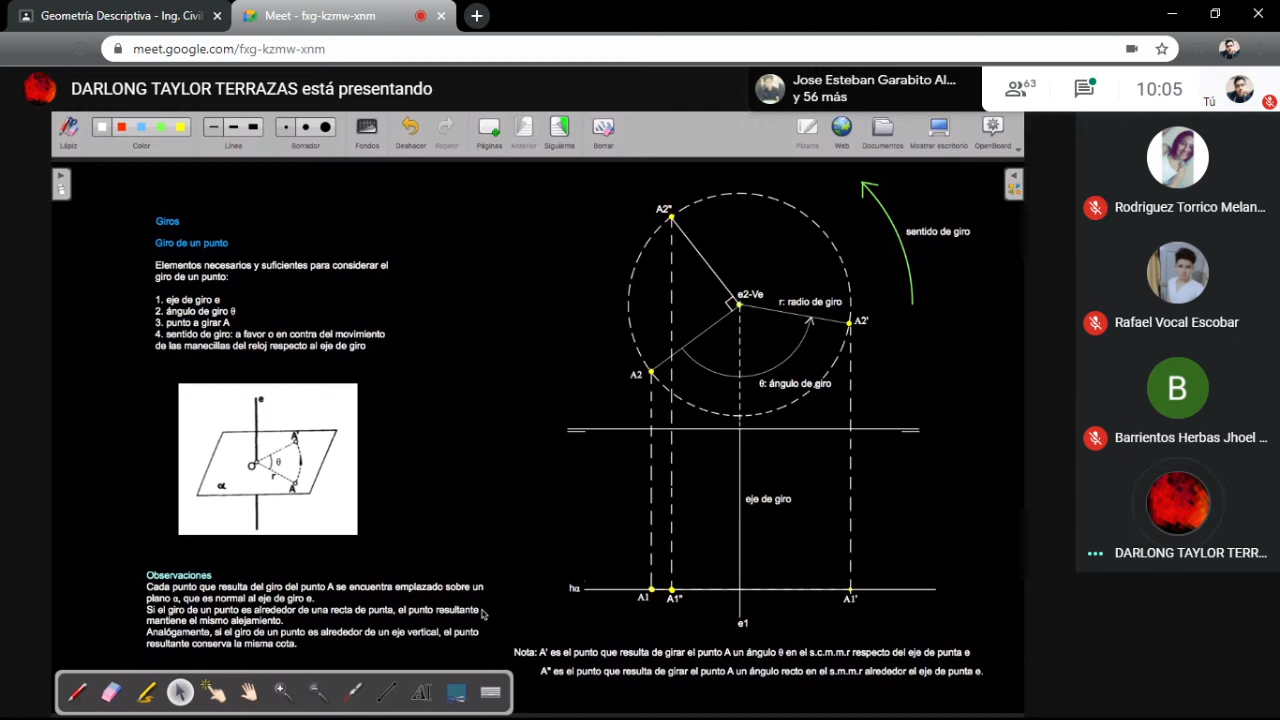 Geometría Descriptiva - Ing. Civil
Meet - fxg-kzmw-xnm
meet.google.com/fxg-kzmw-xnm
DARLONG TAYLOR TERRAZAS está presentando
Jose Esteban Garabito Al...
y 56 más
63
10:05
Tú
Lápiz
Color
Línea
Borrador
Fondos
Deshacer
Repetir
Páginas
Anterior
Siguiente
Borrar
Pizarra
Web
Documentos
Mostrar escritorio
OpenBoard
Giros
Giro de un punto
Elementos necesarios y suficientes para considerar el
giro de un punto:
1. eje de giro e
2. ángulo de giro θ
3. punto a girar A
4. sentido de giro: a favor o en contra del movimiento
de las manecillas del reloj respecto al eje de giro
e
A'
O
θ
r
A
α
Observaciones
Cada punto que resulta del giro del punto A se encuentra emplazado sobre un
plano α, que es normal al eje de giro e.
Si el giro de un punto es alrededor de una recta de punta, el punto resultante
mantiene el mismo alejamiento.
Analógamente, si el giro de un punto es alrededor de un eje vertical, el punto
resultante conserva la misma cota.
A2"
sentido de giro
e2-Ve
r: radio de giro
A2'
A2
θ: ángulo de giro
eje de giro
hα
A1
A1"
A1'
e1
Nota: A' es el punto que resulta de girar el punto A un ángulo θ en el s.c.m.m.r respecto del eje de punta e
A" es el punto que resulta de girar el punto A un ángulo recto en el s.m.m.r alrededor el eje de punta e.
Rodriguez Torrico Melan...
Rafael Vocal Escobar
B
Barrientos Herbas Jhoel ...
DARLONG TAYLOR TERR...